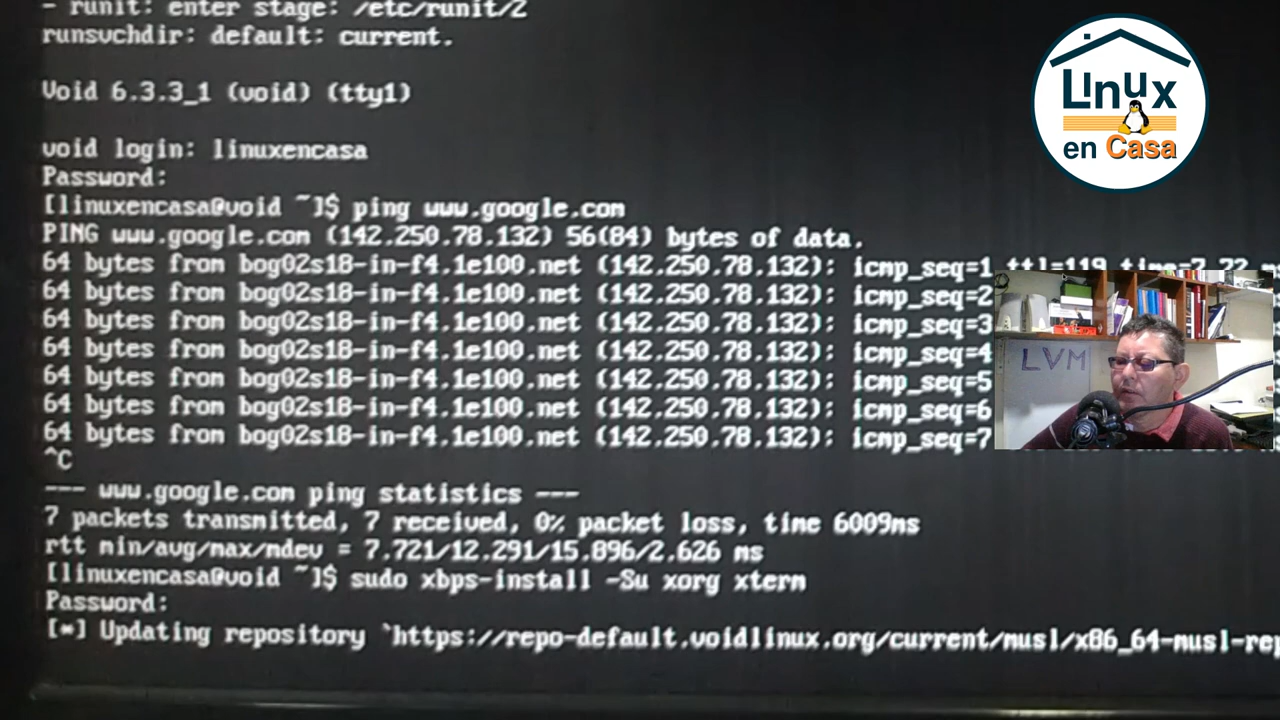 - runit: enter stage: /etc/runit/2
runsvchdir: default: current.
Void 6.3.3_1 (void) (tty1)
void login: linuxencasa
Password:
[linuxencasa@void ~]$ ping www.google.com
PING www.google.com (142.250.78.132) 56(84) bytes of data.
64 bytes from bog02s18-in-f4.1e100.net (142.250.78.132): icmp_seq=1 ttl=119 time=7.72 ms
64 bytes from bog02s18-in-f4.1e100.net (142.250.78.132): icmp_seq=2
64 bytes from bog02s18-in-f4.1e100.net (142.250.78.132): icmp_seq=3
64 bytes from bog02s18-in-f4.1e100.net (142.250.78.132): icmp_seq=4
64 bytes from bog02s18-in-f4.1e100.net (142.250.78.132): icmp_seq=5
64 bytes from bog02s18-in-f4.1e100.net (142.250.78.132): icmp_seq=6
64 bytes from bog02s18-in-f4.1e100.net (142.250.78.132): icmp_seq=7
^C
--- www.google.com ping statistics ---
7 packets transmitted, 7 received, 0% packet loss, time 6009ms
rtt min/avg/max/mdev = 7.721/12.291/15.896/2.626 ms
[linuxencasa@void ~]$ sudo xbps-install -Su xorg xterm
Password:
[*] Updating repository `https://repo-default.voidlinux.org/current/musl/x86_64-musl-rep
Linux
en Casa
LVM